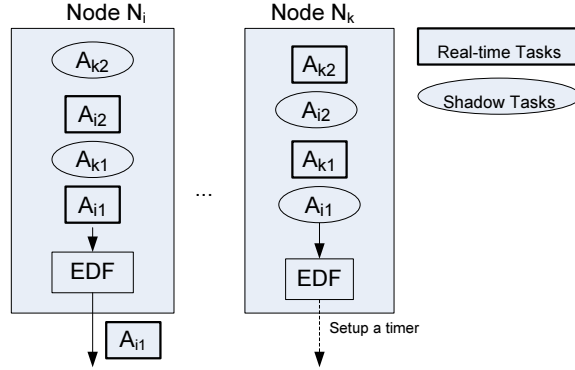 Node Ni
Ak2
Ai2
Ak1
Ai1
EDF
Ai1
...
Node Nk
Ak2
Ai2
Ak1
Ai1
EDF
Setup a timer
Real-time Tasks
Shadow Tasks